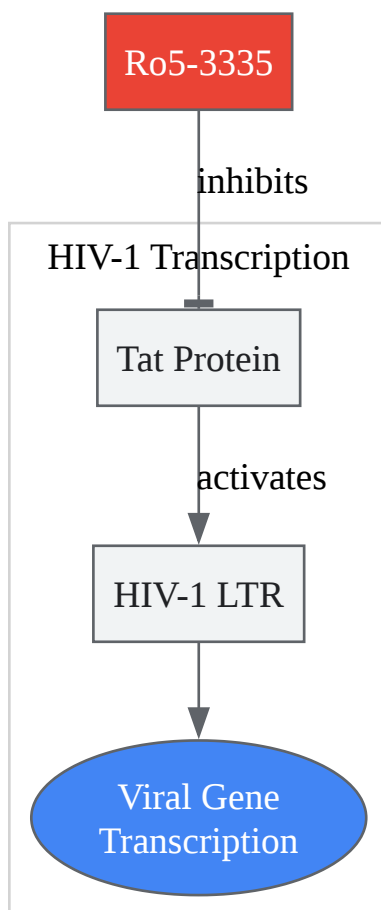 Ro5-3335
inhibits
HIV-1 Transcription
Tat Protein
activates
HIV-1 LTR
Viral Gene
Transcription